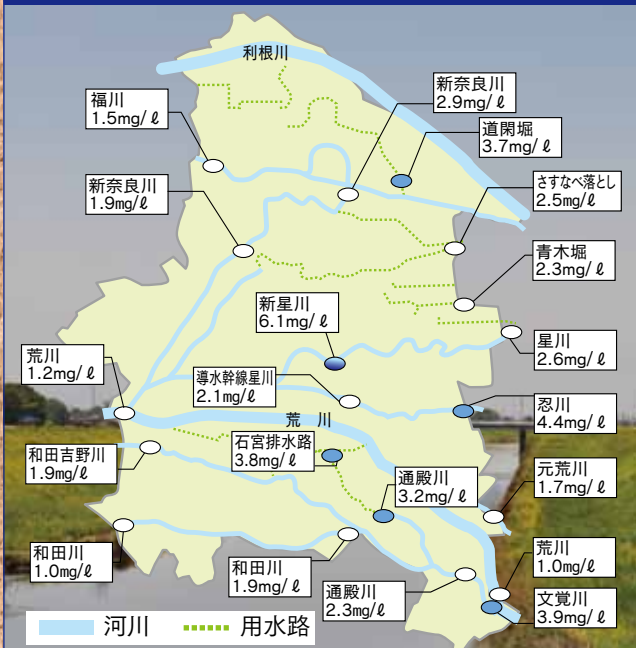 利根川
福川
1.5mg/ℓ
新奈良川
2.9mg/ℓ
道閑堀
3.7mg/ℓ
新奈良川
1.9mg/ℓ
さすなべ落とし
2.5mg/ℓ
青木堀
2.3mg/ℓ
新星川
6.1mg/ℓ
星川
2.6mg/ℓ
荒川
1.2mg/ℓ
導水幹線星川
2.1mg/ℓ
忍川
4.4mg/ℓ
荒川
石宮排水路
3.8mg/ℓ
和田吉野川
1.9mg/ℓ
通殿川
3.2mg/ℓ
元荒川
1.7mg/ℓ
和田川
1.0mg/ℓ
和田川
1.9mg/ℓ
通殿川
2.3mg/ℓ
荒川
1.0mg/ℓ
文覚川
3.9mg/ℓ
河川 用水路